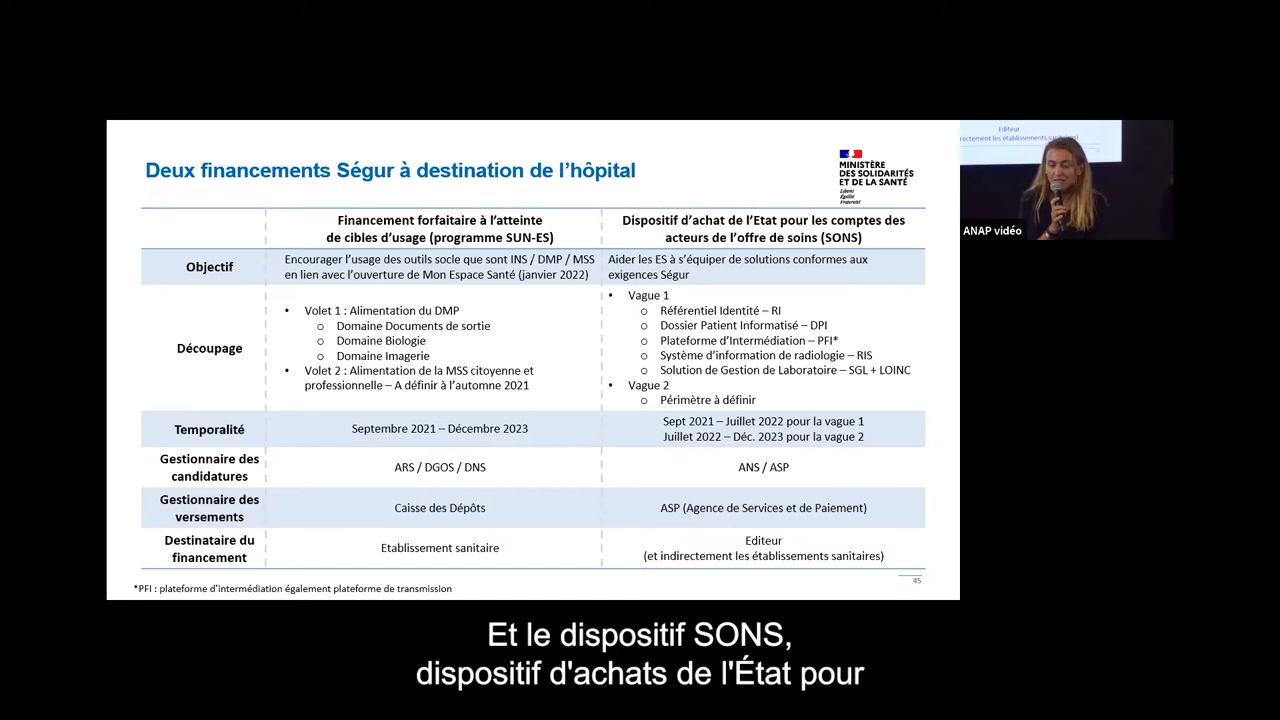 Deux financements Ségur à destination de l'hôpital
MINISTÈRE
DES SOLIDARITÉS
ET DE LA SANTÉ
Liberté
Égalité
Fraternité
Financement forfaitaire à l'atteinte
de cibles d'usage (programme SUN-ES)
Dispositif d'achat de l'Etat pour les comptes des
acteurs de l'offre de soins (SONS)
Objectif
Encourager l'usage des outils socle que sont INS / DMP / MSS
en lien avec l'ouverture de Mon Espace Santé (janvier 2022)
Aider les ES à s'équiper de solutions conformes aux
exigences Ségur
Découpage
• Volet 1 : Alimentation du DMP
o Domaine Documents de sortie
o Domaine Biologie
o Domaine Imagerie
• Volet 2 : Alimentation de la MSS citoyenne et
professionnelle – A définir à l'automne 2021
• Vague 1
o Référentiel Identité – RI
o Dossier Patient Informatisé – DPI
o Plateforme d'Intermédiation – PFI*
o Système d'information de radiologie – RIS
o Solution de Gestion de Laboratoire – SGL + LOINC
• Vague 2
o Périmètre à définir
Temporalité
Septembre 2021 – Décembre 2023
Sept 2021 – Juillet 2022 pour la vague 1
Juillet 2022 – Déc. 2023 pour la vague 2
Gestionnaire des
candidatures
ARS / DGOS / DNS
ANS / ASP
Gestionnaire des
versements
Caisse des Dépôts
ASP (Agence de Services et de Paiement)
Destinataire du
financement
Etablissement sanitaire
Editeur
(et indirectement les établissements sanitaires)
*PFI : plateforme d'intermédiation également plateforme de transmission
45
Editeur
rectement les établissements sanitaires)
ANAP vidéo
Et le dispositif SONS,
dispositif d'achats de l'État pour